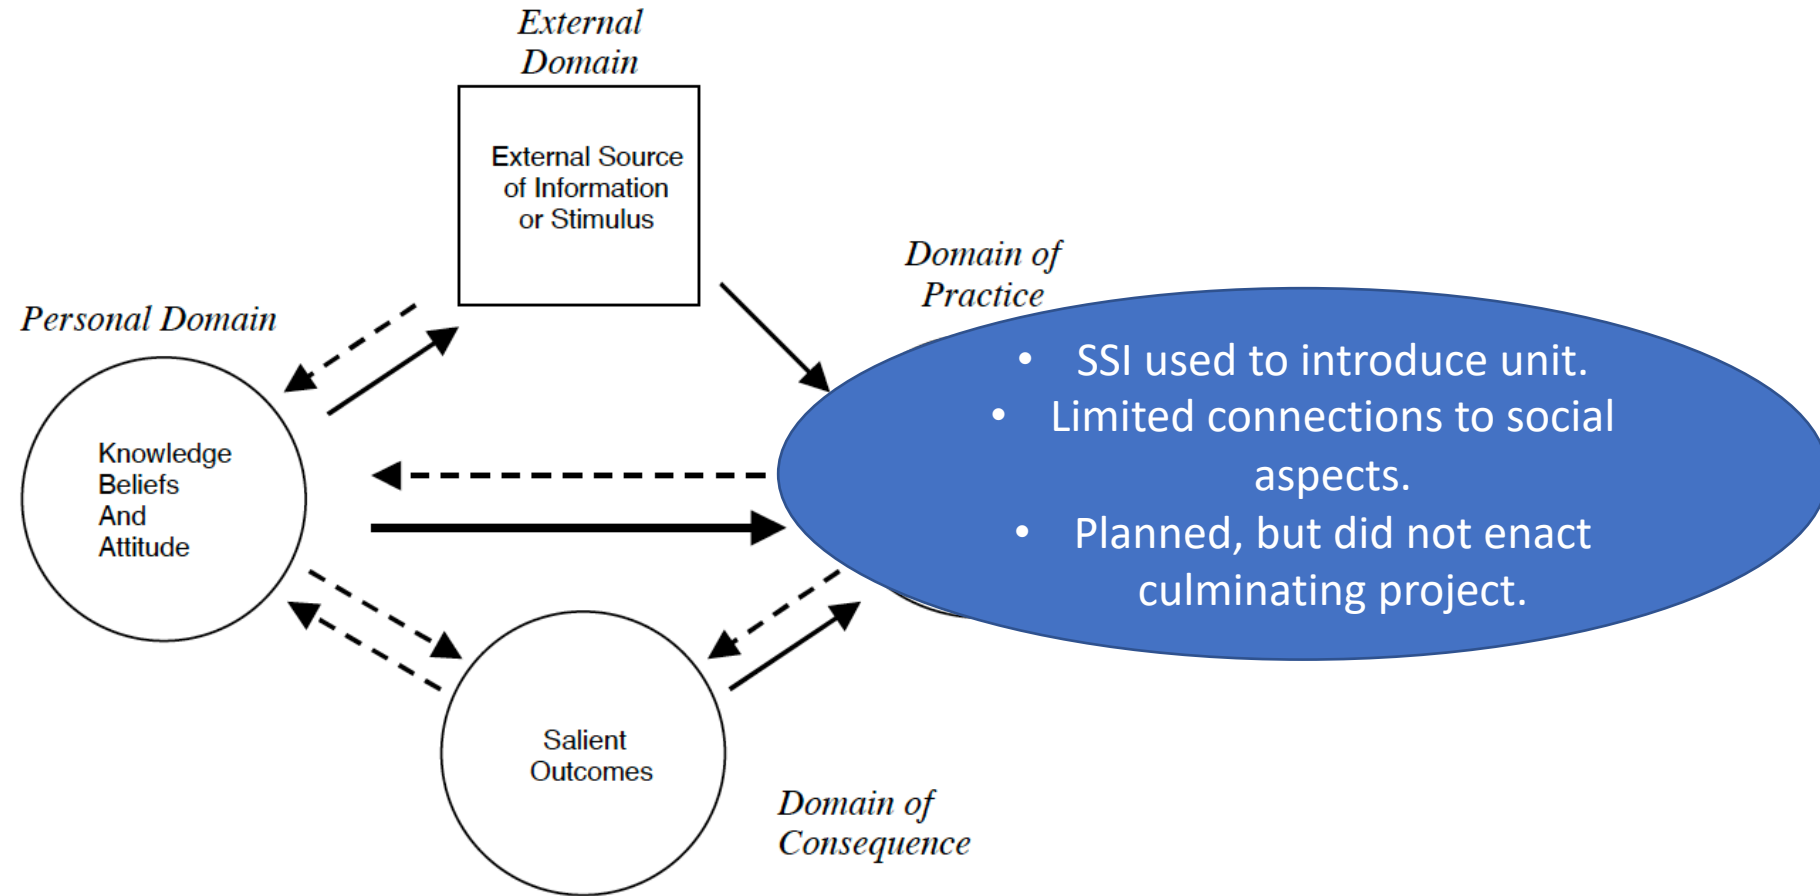 External
Domain
External Source
of Information
or Stimulus
Domain of
Practice
Personal Domain
Knowledge
Beliefs
And
Attitude
• SSI used to introduce unit.
• Limited connections to social
aspects.
• Planned, but did not enact
culminating project.
Salient
Outcomes
Domain of
Consequence